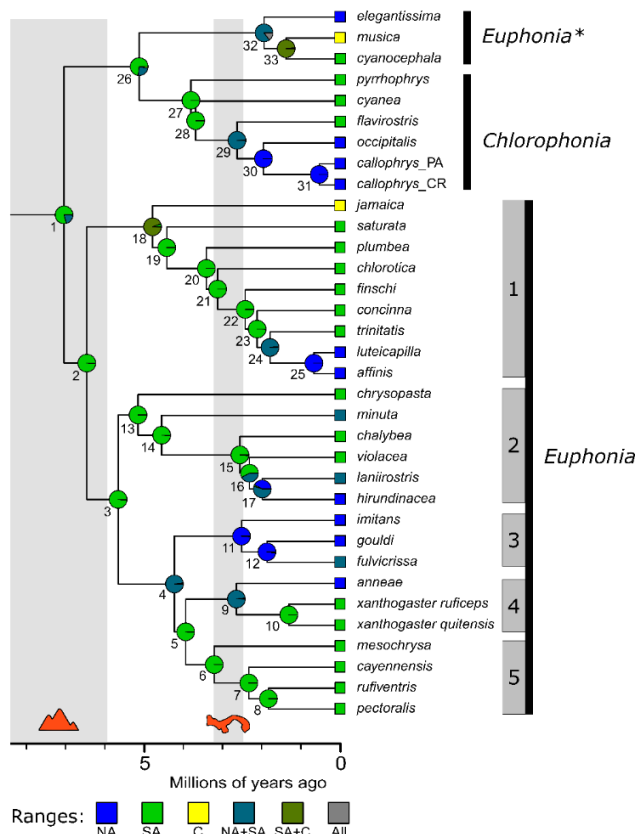 elegantissima
musica
cyanocephala
Euphonia*
32
33
26
pyrrhophrys
cyanea
flavirostris
occipitalis
callophrys_PA
callophrys_CR
Chlorophonia
27
28
29
30
31
1
jamaica
saturata
plumbea
chlorotica
finschi
concinna
trinitatis
luteicapilla
affinis
1
18
19
20
21
22
23
24
25
2
chrysopasta
minuta
chalybea
violacea
laniirostris
hirundinacea
2
Euphonia
13
14
15
16
17
3
imitans
gouldi
fulvicrissa
3
11
12
4
anneae
xanthogaster ruficeps
xanthogaster quitensis
4
9
10
5
mesochrysa
cayennensis
rufiventris
pectoralis
5
6
7
8
5
0
Millions of years ago
Ranges:
NA SA C NA+SA SA+C All